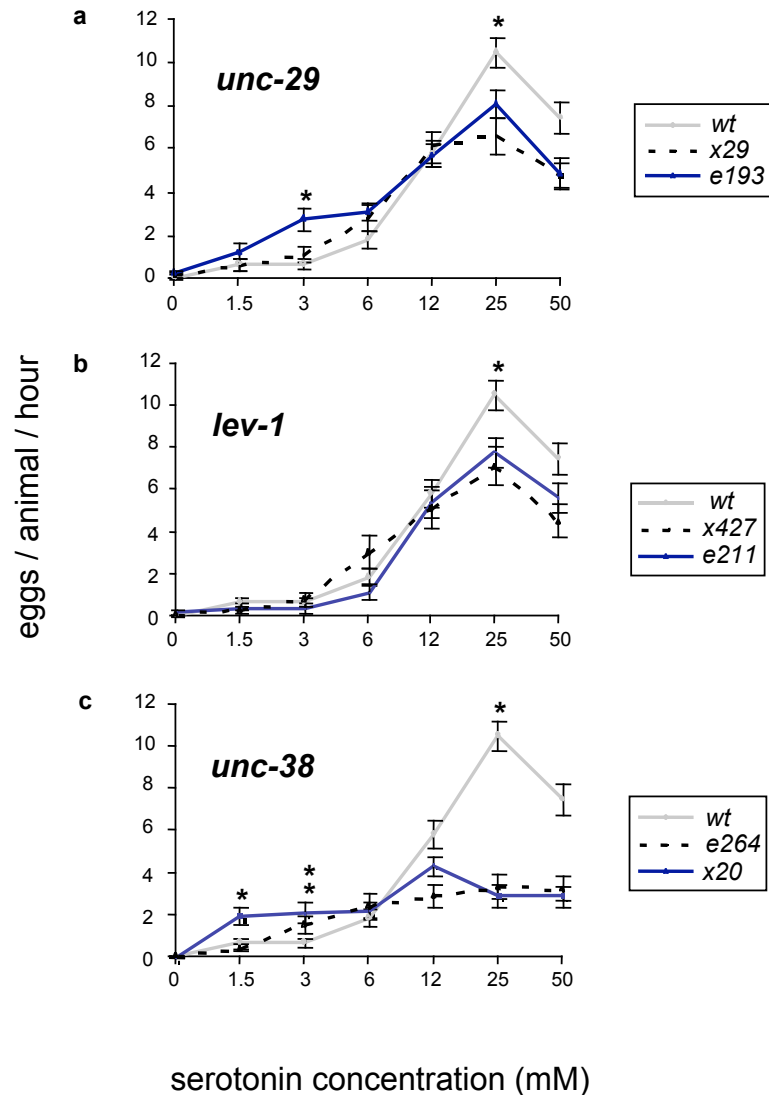 a
unc-29
*
*
12
10
8
6
4
2
0
0 1.5 3 6 12 25 50
wt
x29
e193
b
lev-1
*
12
10
8
6
4
2
0
0 1.5 3 6 12 25 50
wt
x427
e211
eggs / animal / hour
c
unc-38
*
*
*
*
12
10
8
6
4
2
0
0 1.5 3 6 12 25 50
wt
e264
x20
serotonin concentration (mM)